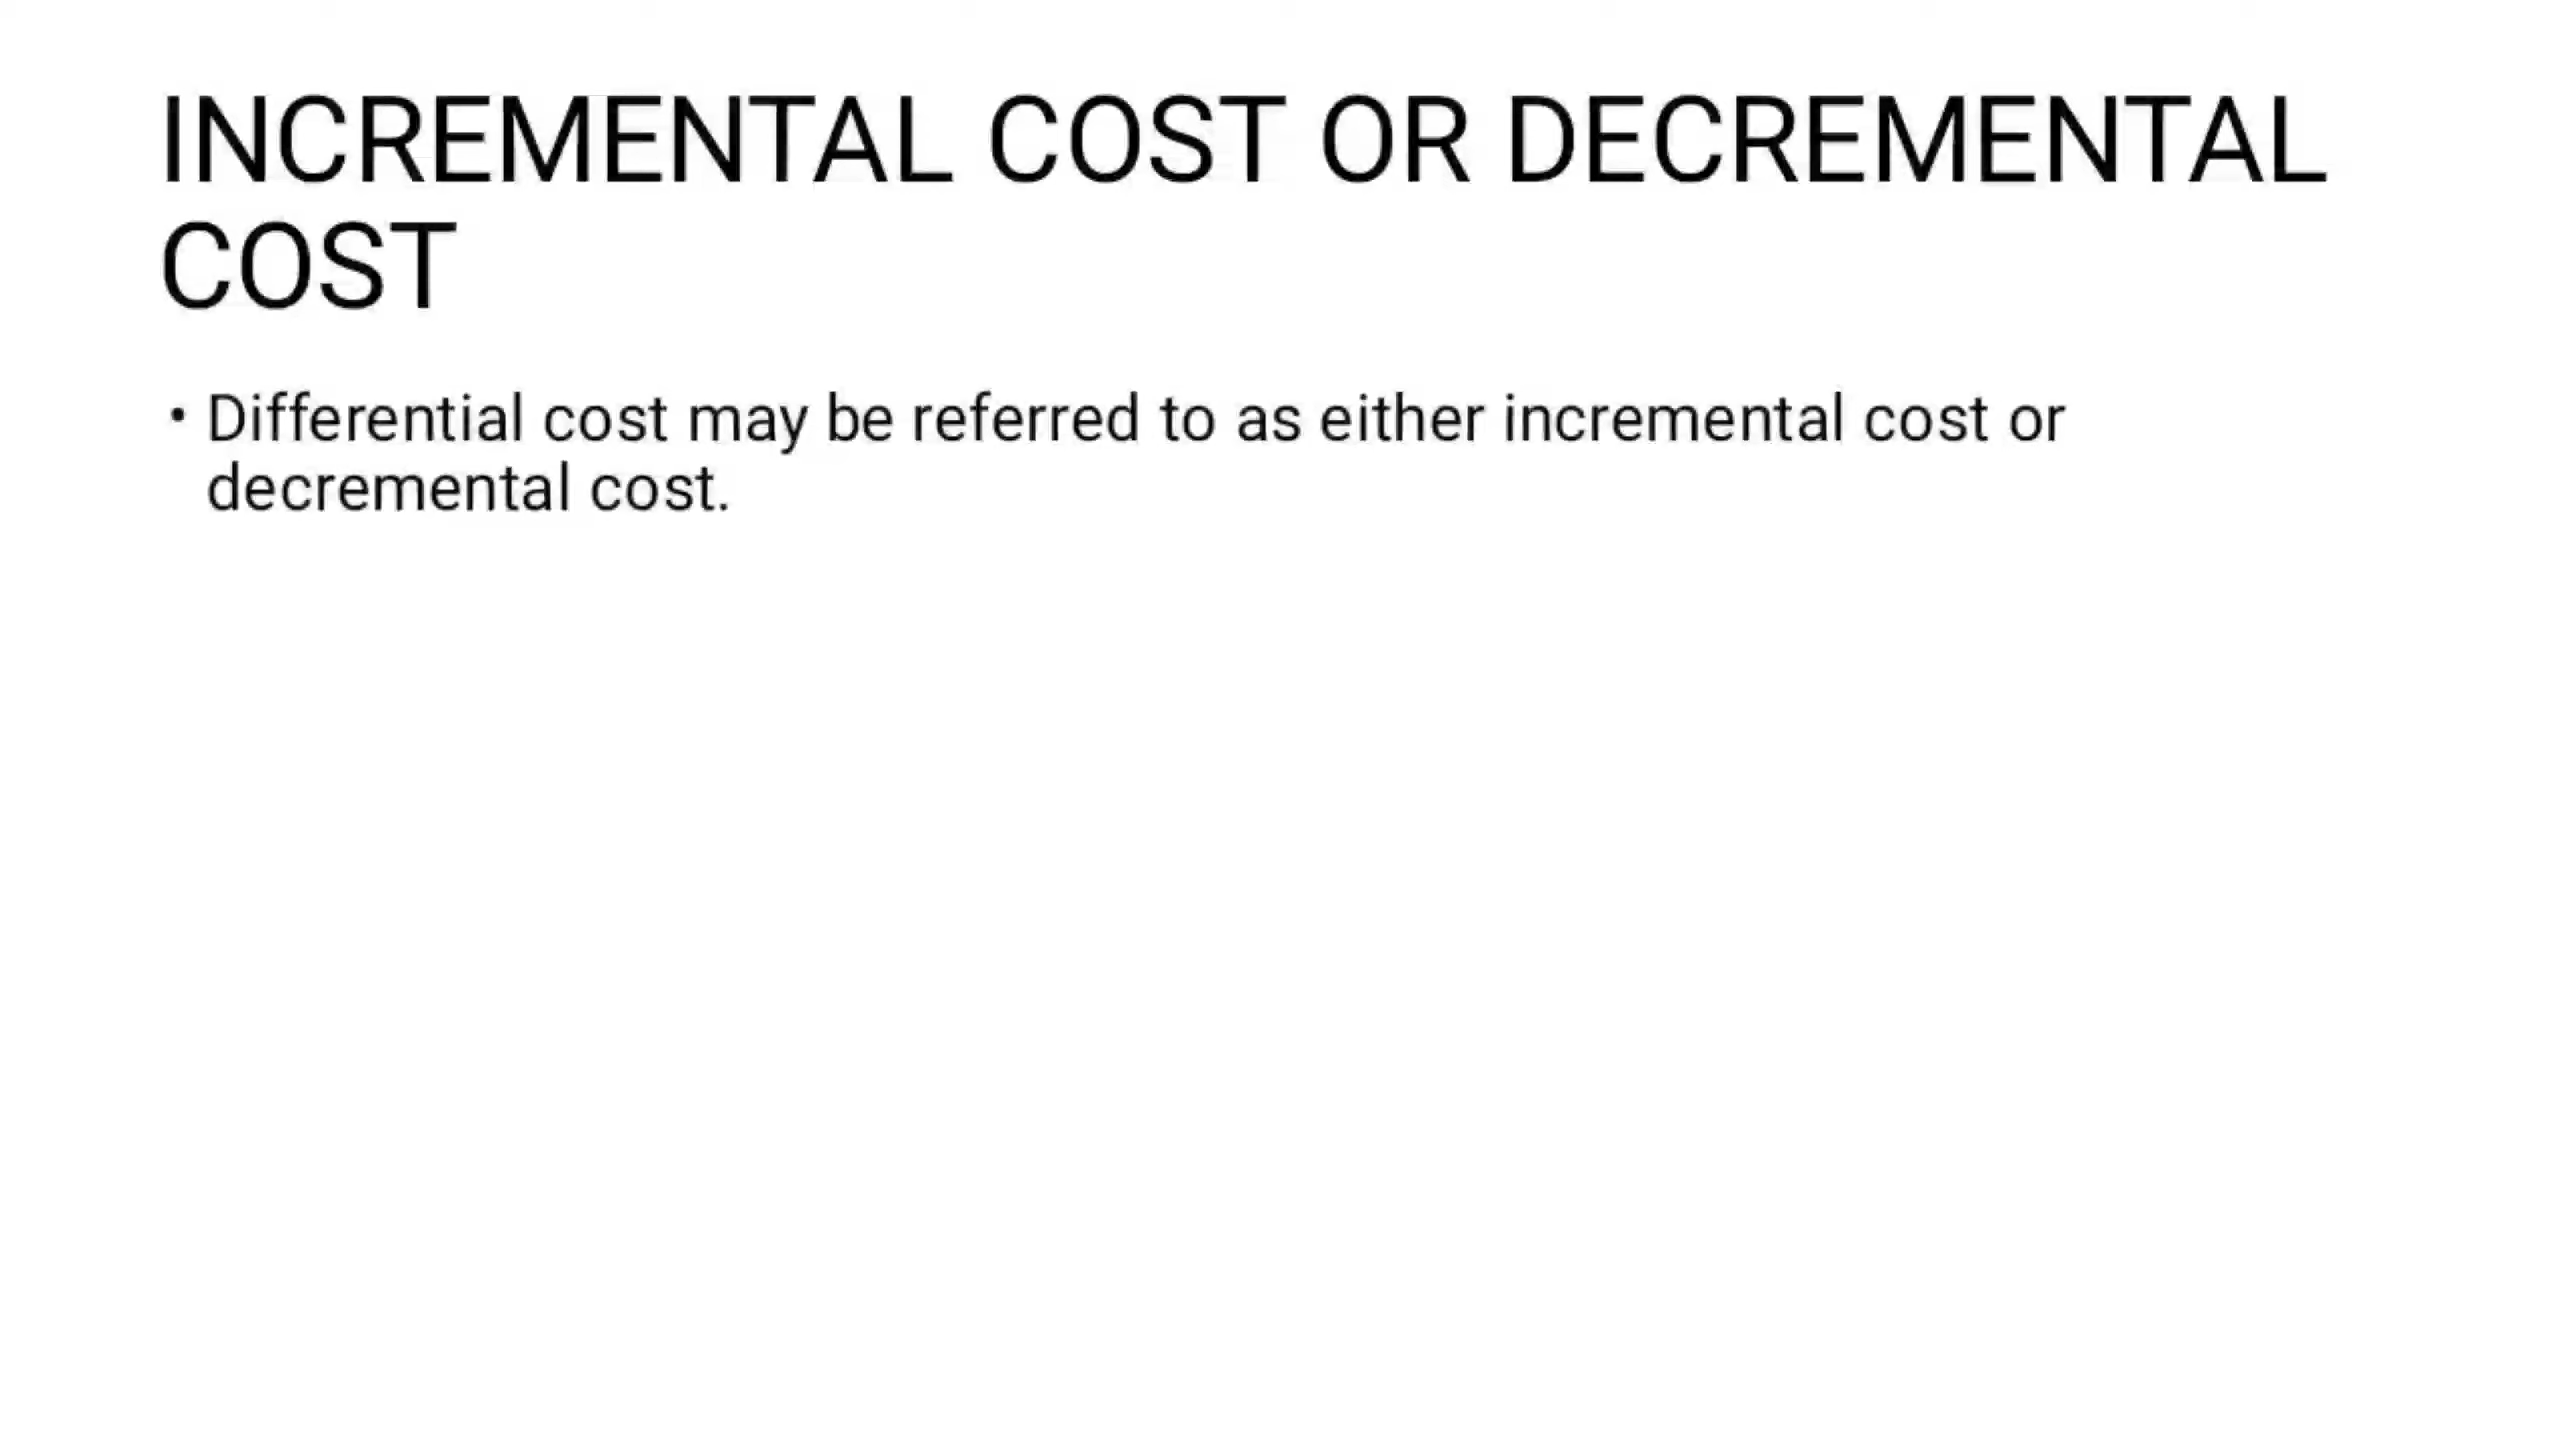 INCREMENTAL COST OR DECREMENTAL
COST
• Differential cost may be referred to as either incremental cost or
decremental cost.